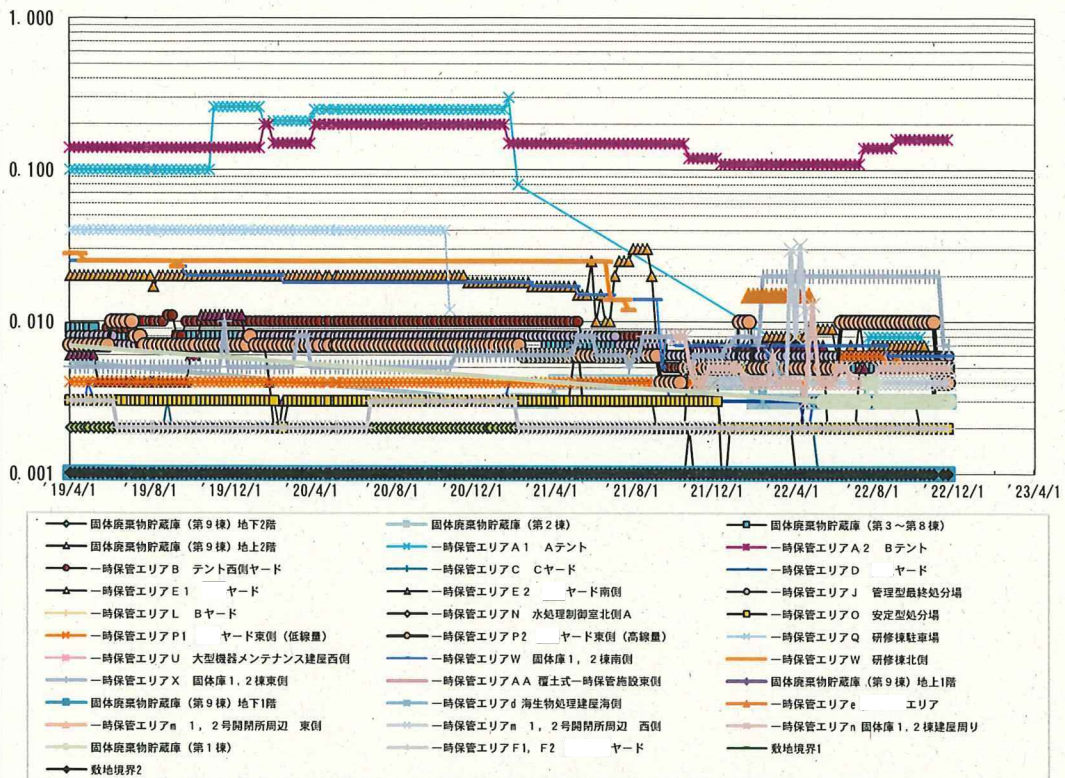 1.000
0.100
0.010
0.001
'19/4/1 '19/8/1 '19/12/1 '20/4/1 '20/8/1 '20/12/1 '21/4/1 '21/8/1 '21/12/1 '22/4/1 '22/8/1 '22/12/1 '23/4/1
固体廃棄物貯蔵庫(第9棟)地下2階 固体廃棄物貯蔵庫(第2棟) 固体廃棄物貯蔵庫(第3〜第8棟)
固体廃棄物貯蔵庫(第9棟)地上2階 一時保管エリアA1 Aテント 一時保管エリアA2 Bテント
一時保管エリアB テント西側ヤード 一時保管エリアC Cヤード 一時保管エリアD ヤード
一時保管エリアE1 ヤード 一時保管エリアE2 ヤード南側 一時保管エリアJ 管理型最終処分場
一時保管エリアL Bヤード 一時保管エリアN 水処理制御室北側A 一時保管エリアO 安定型処分場
一時保管エリアP1 ヤード東側(低線量) 一時保管エリアP2 ヤード東側(高線量) 一時保管エリアQ 研修棟駐車場
一時保管エリアU 大型機器メンテナンス建屋西側 一時保管エリアW 固体庫1,2棟南側 一時保管エリアW 研修棟北側
一時保管エリアX 固体庫1,2棟東側 一時保管エリアAA 覆土式一時保管施設東側 固体廃棄物貯蔵庫(第9棟)地上1階
固体廃棄物貯蔵庫(第9棟)地下1階 一時保管エリアd 海生物処理建屋海側 一時保管エリアe エリア
一時保管エリアm 1,2号開閉所周辺 東側 一時保管エリアm 1,2号開閉所周辺 西側 一時保管エリアn 固体庫1.2棟建屋周り
固体廃棄物貯蔵庫(第1棟) 一時保管エリアF1, F2 ヤード 敷地境界1
敷地境界2